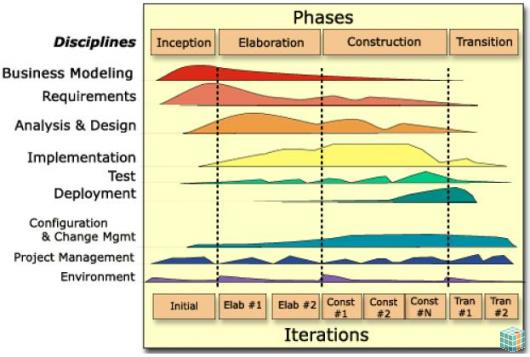 Phases
Disciplines
Inception
Elaboration
Construction
Transition
Business Modeling
Requirements
Analysis & Design
Implementation
Test
Deployment
Configuration
& Change Mgmt
Project Management
Environment
Initial
Elab #1
Elab #2
Const
#1
Const
#2
Const
#N
Tran
#1
Tran
#2
Iterations